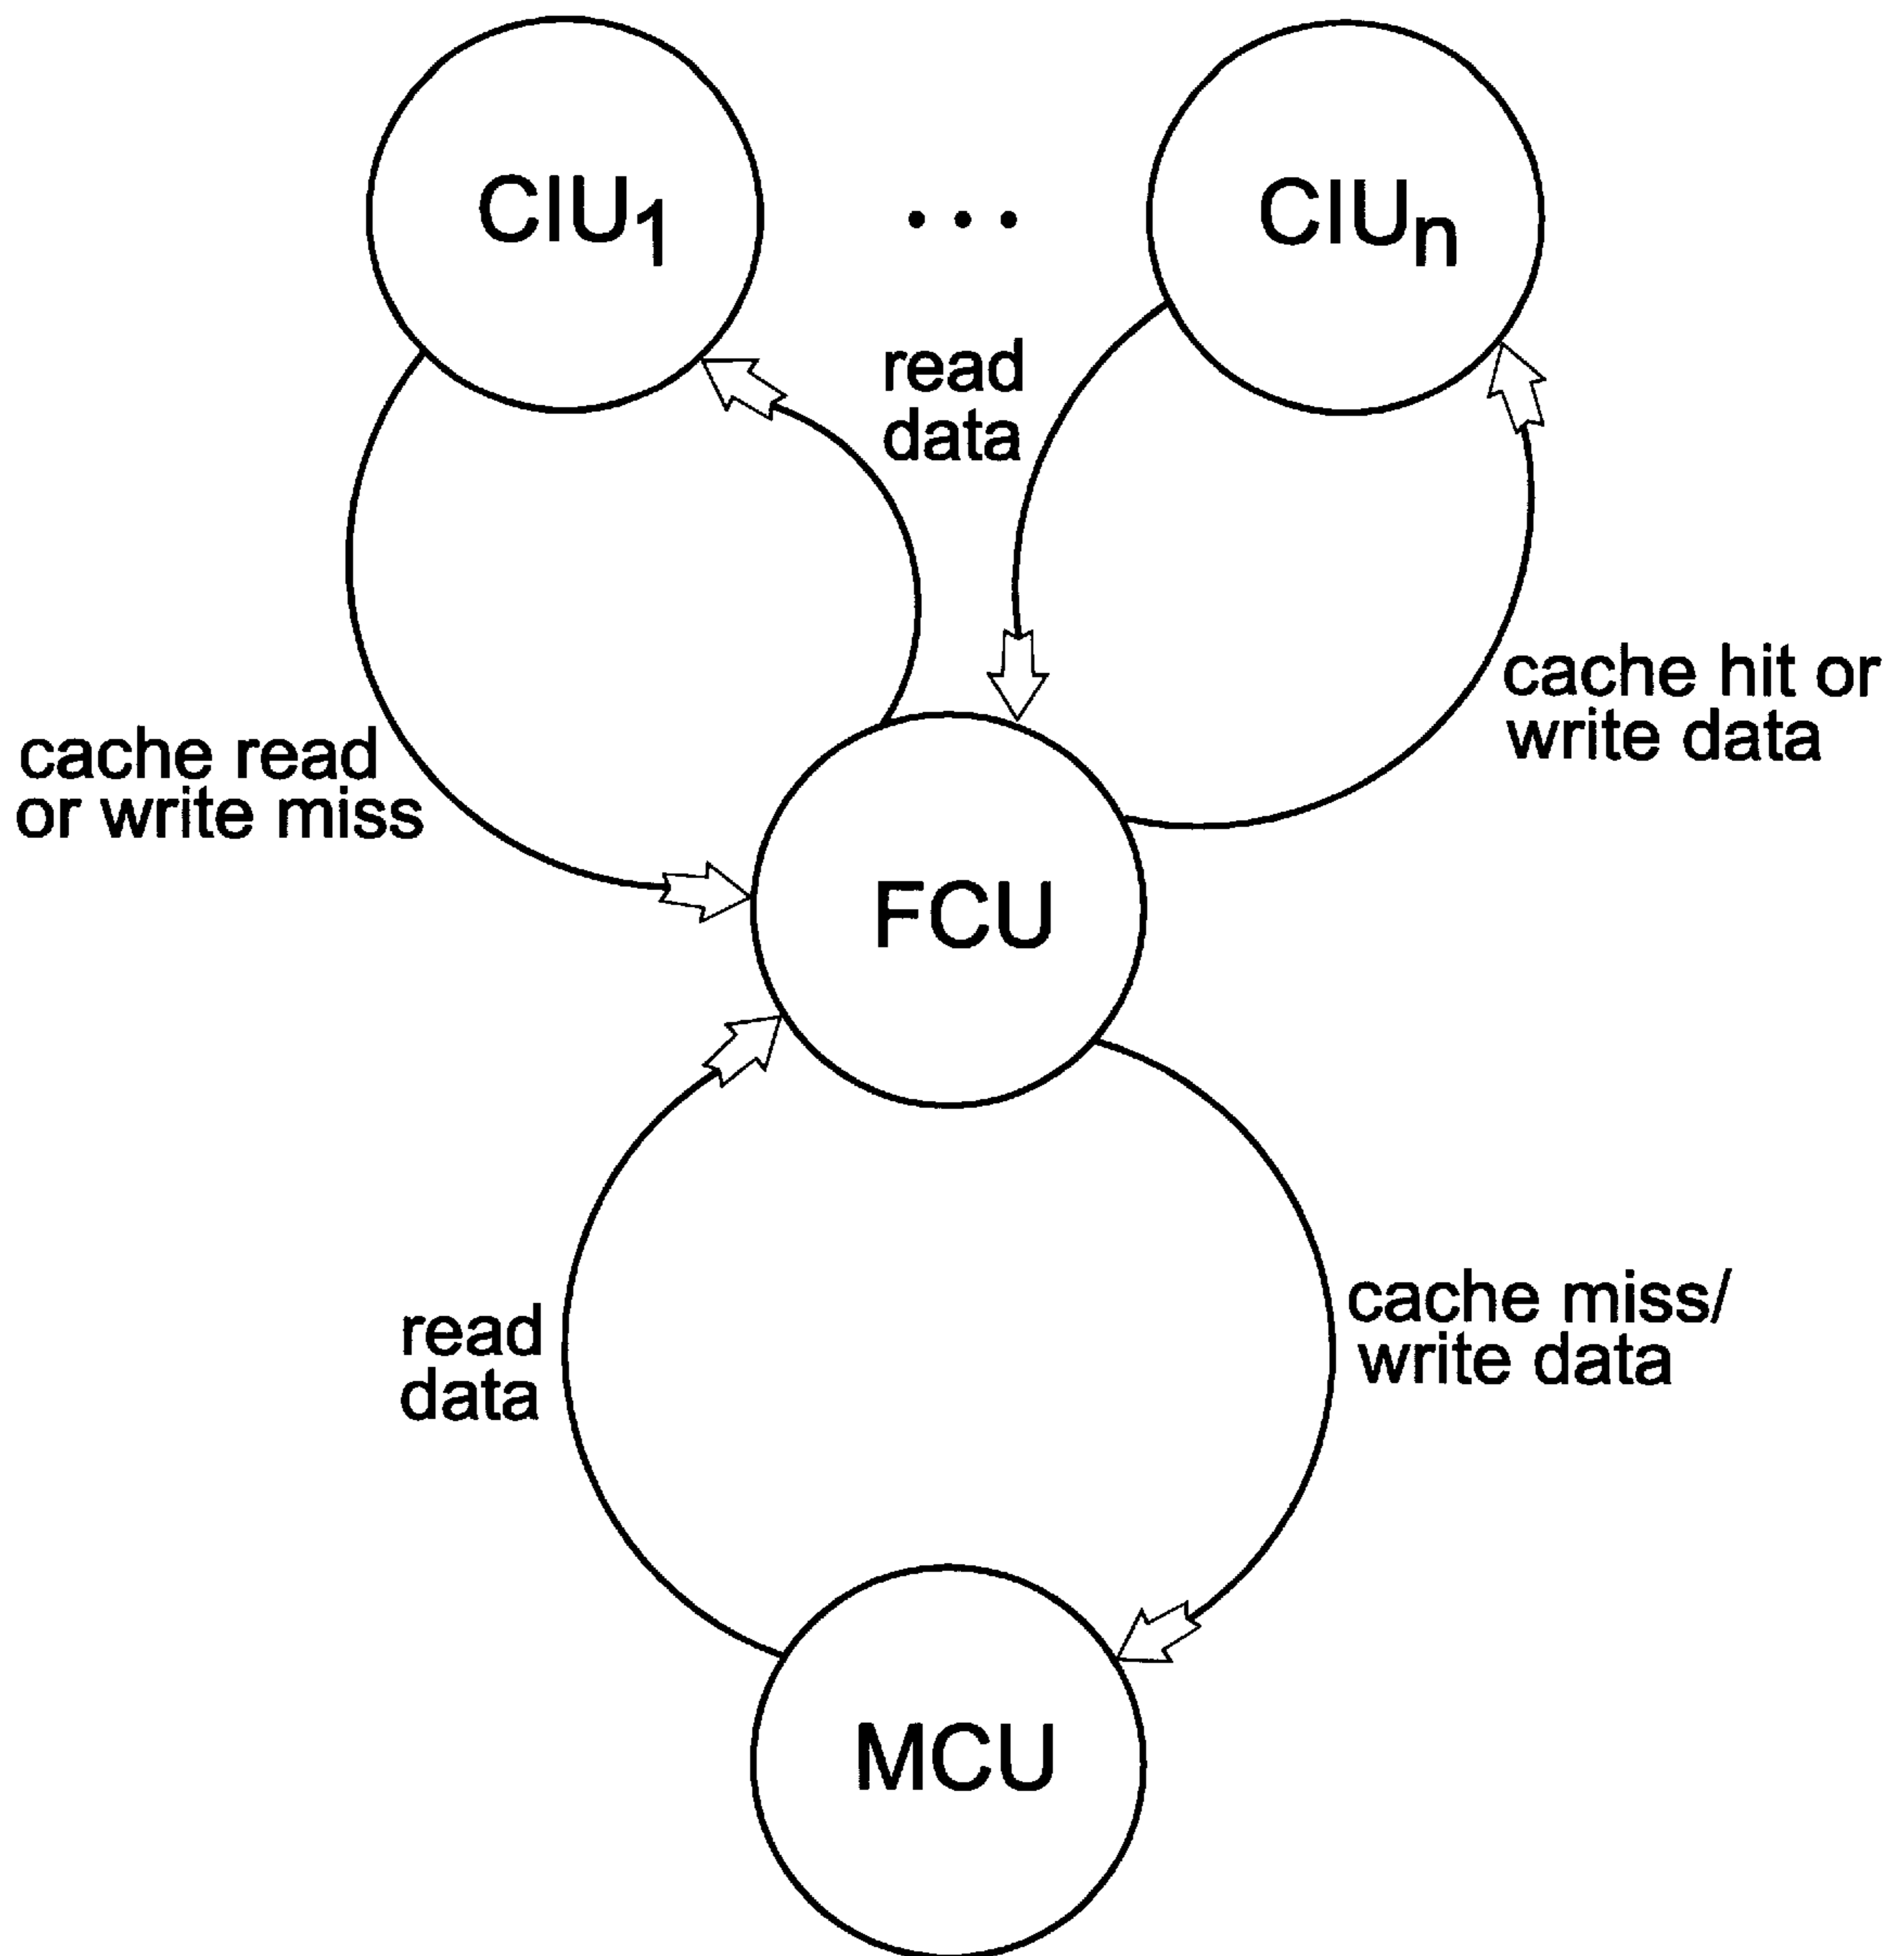 CIU1
...
CIUn
read
data
cache hit or
write data
cache read
or write miss
FCU
read
data
cache miss/
write data
MCU